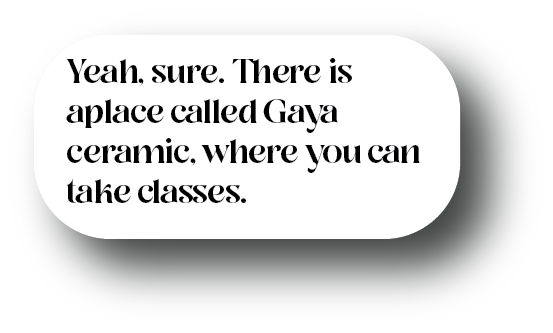 Yeah, sure. There is
aplace called Gaya
ceramic, where you can
take classes.